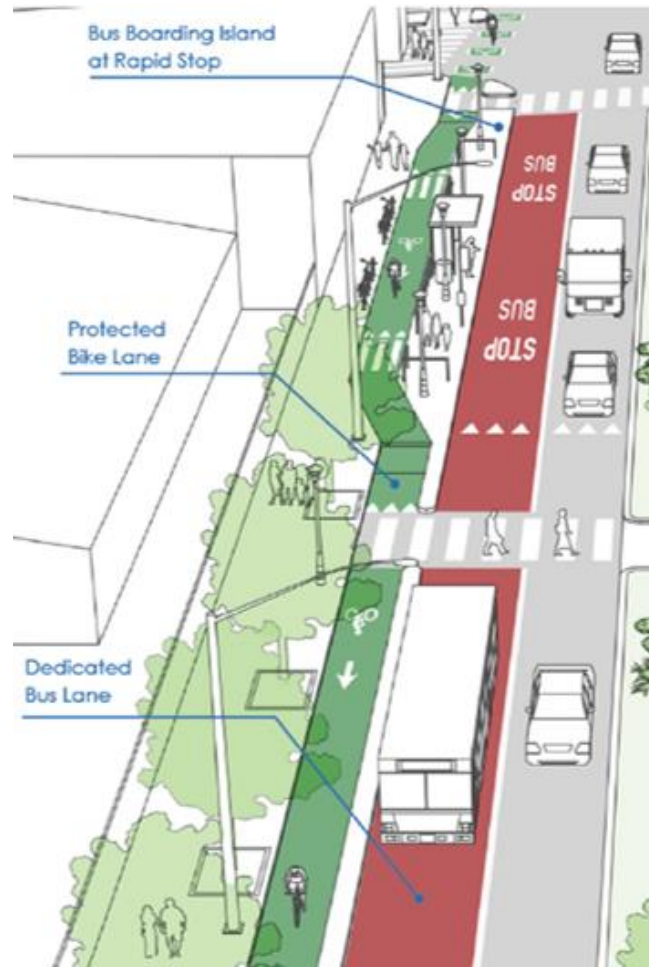 Bus Boarding Island
at Rapid Stop
STOP
BUS
BUS
STOP
Protected
Bike Lane
Dedicated
Bus Lane